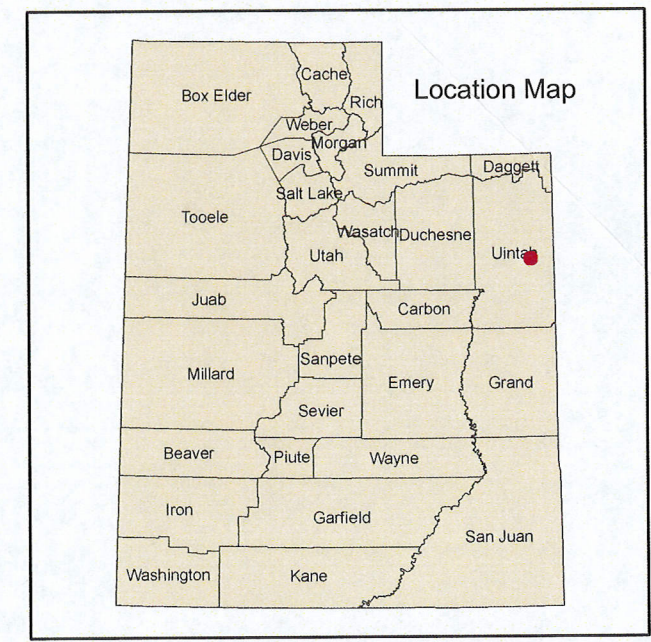 Location Map
Cache
Box Elder
Rich
Weber
Morgan
Davis
Summit
Daggett
Salt Lake
Tooele
Wasatch
Duchesne
Utah
Uintah
Juab
Carbon
Sanpete
Millard
Emery
Grand
Sevier
Beaver
Piute
Wayne
Iron
Garfield
San Juan
Washington
Kane